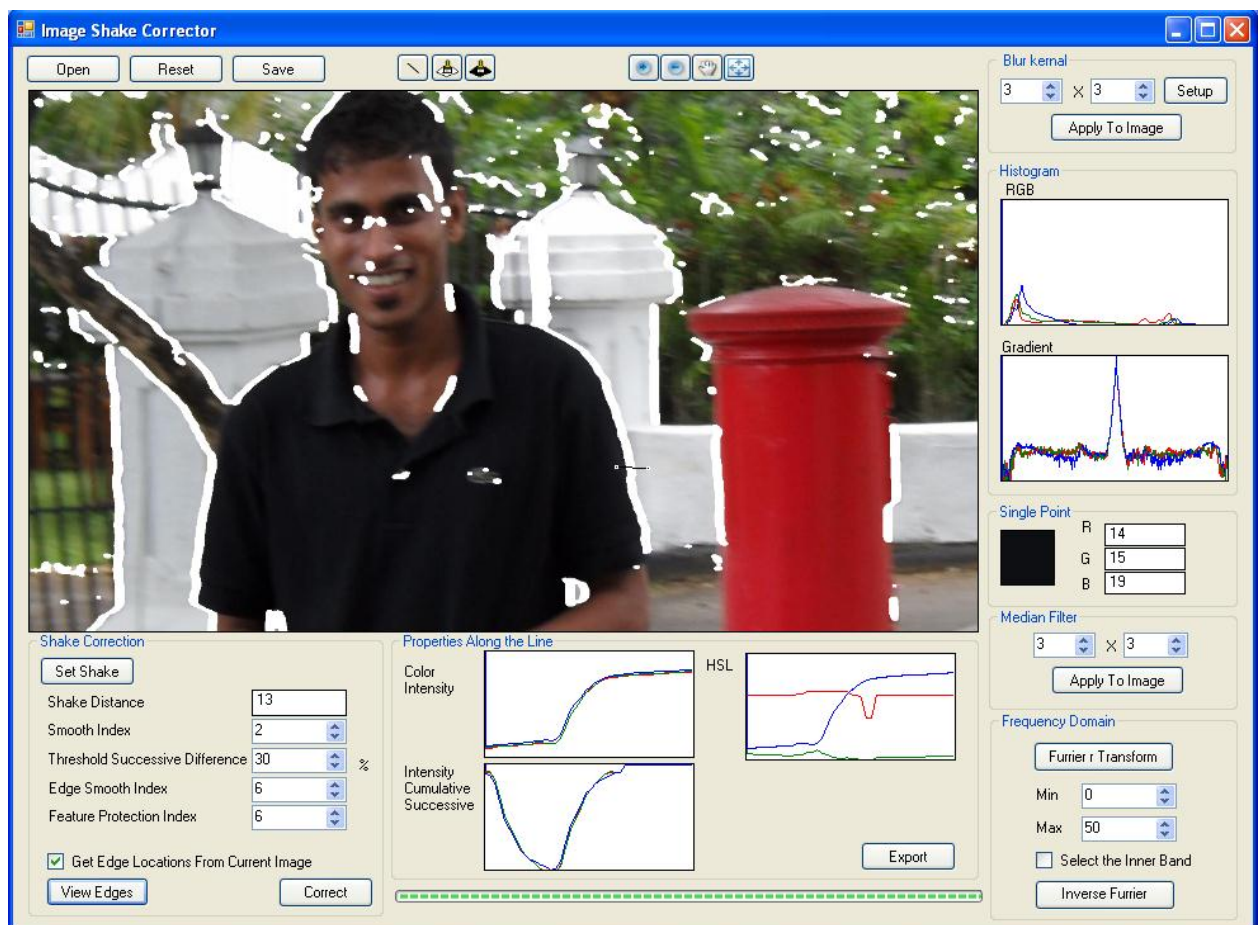 Image Shake Corrector
Open Reset Save
Blur kernal
3 X 3 Setup
Apply To Image
Histogram
RGB
Gradient
Single Point
R 14
G 15
B 19
Median Filter
3 X 3
Apply To Image
Frequency Domain
Furrier r Transform
Min 0
Max 50
Select the Inner Band
Inverse Furrier
Shake Correction
Set Shake
Shake Distance 13
Smooth Index 2
Threshold Successive Difference 30 %
Edge Smooth Index 6
Feature Protection Index 6
Get Edge Locations From Current Image
View Edges Correct
Properties Along the Line
Color
Intensity
HSL
Intensity
Cumulative
Successive
Export